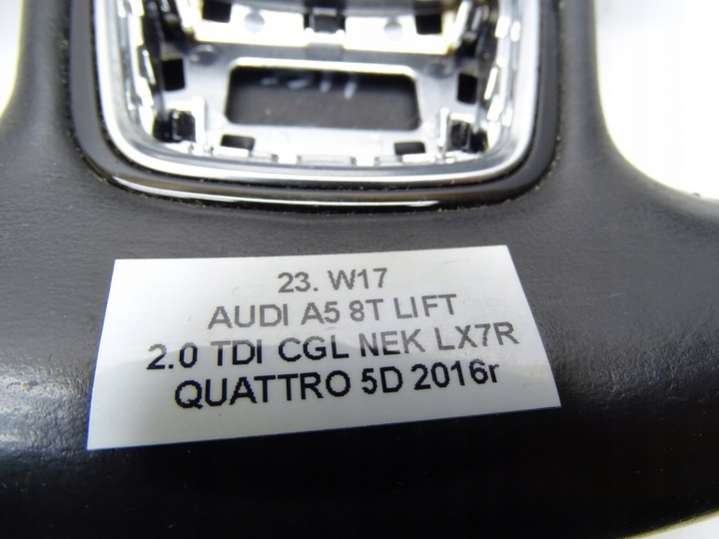 23. W17
AUDI A5 8T LIFT
2.0 TDI CGL NEK LX7R
QUATTRO 5D 2016r